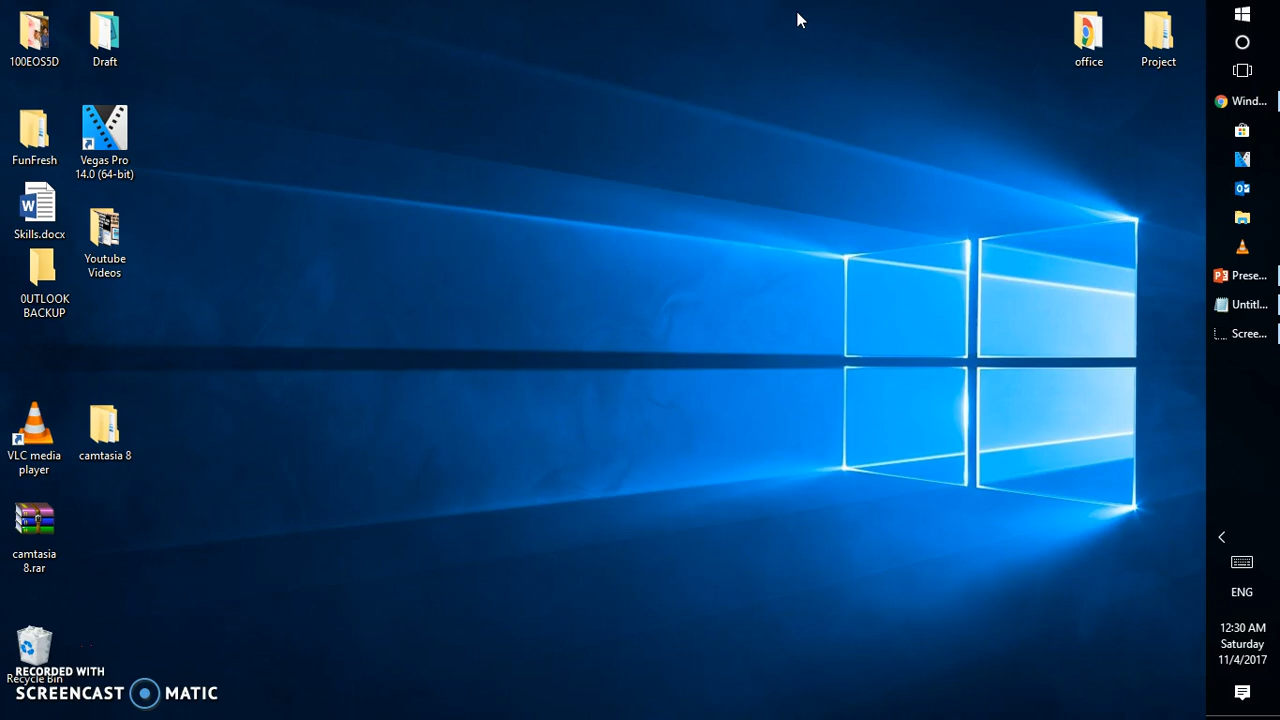 100EOS5D
Draft
office
Project
FunFresh
Vegas Pro
14.0 (64-bit)
Skills.docx
Youtube
Videos
0UTLOOK
BACKUP
VLC media
player
camtasia 8
camtasia
8.rar
Recycle Bin
RECORDED WITH
SCREENCAST MATIC
Wind...
Prese...
Untitl...
Scree...
ENG
12:30 AM
Saturday
11/4/2017